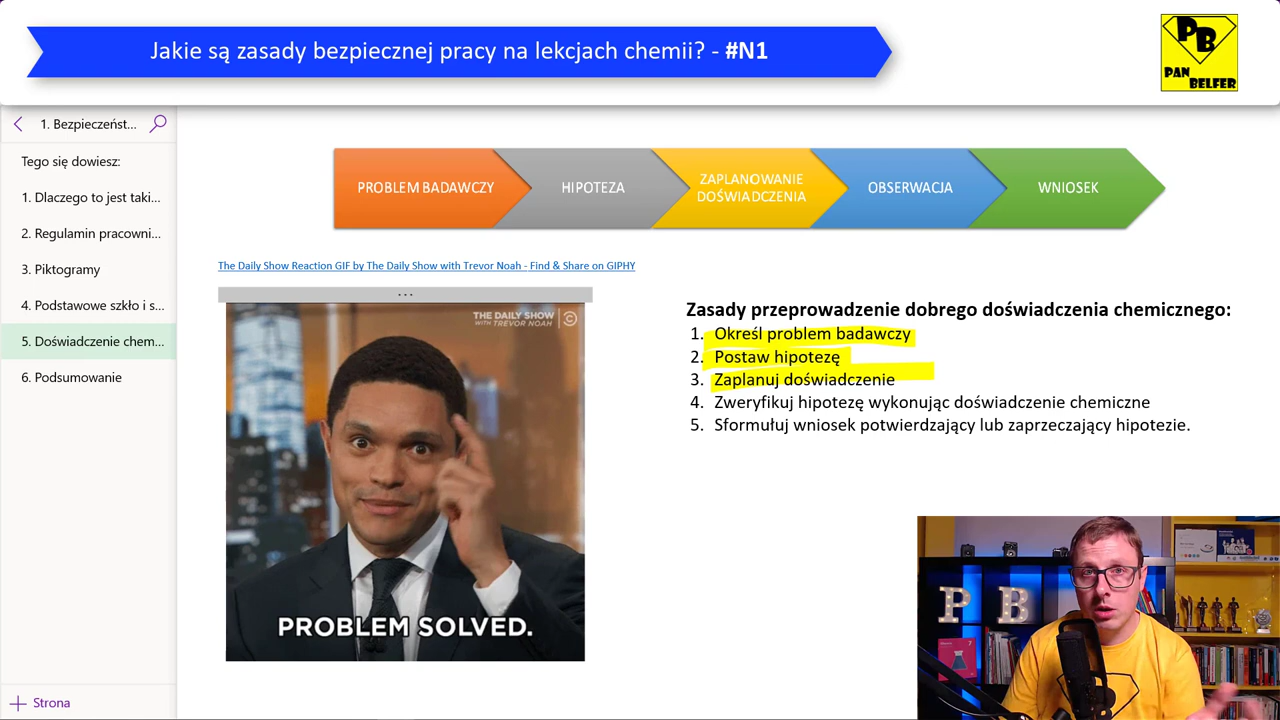 Jakie są zasady bezpiecznej pracy na lekcjach chemii? - #N1
PB
PAN
BELFER
1. Bezpieczeńst...
Tego się dowiesz:
1. Dlaczego to jest taki...
2. Regulamin pracowni...
3. Piktogramy
4. Podstawowe szkło i s...
5. Doświadczenie chem...
6. Podsumowanie
Strona
PROBLEM BADAWCZY
HIPOTEZA
ZAPLANOWANIE
DOŚWIADCZENIA
OBSERWACJA
WNIOSEK
The Daily Show Reaction GIF by The Daily Show with Trevor Noah - Find & Share on GIPHY
...
THE DAILY SHOW
WITH TREVOR NOAH
PROBLEM SOLVED.
Zasady przeprowadzenie dobrego doświadczenia chemicznego:
1. Określ problem badawczy
2. Postaw hipotezę
3. Zaplanuj doświadczenie
4. Zweryfikuj hipotezę wykonując doświadczenie chemiczne
5. Sformułuj wniosek potwierdzający lub zaprzeczający hipotezie.
P B